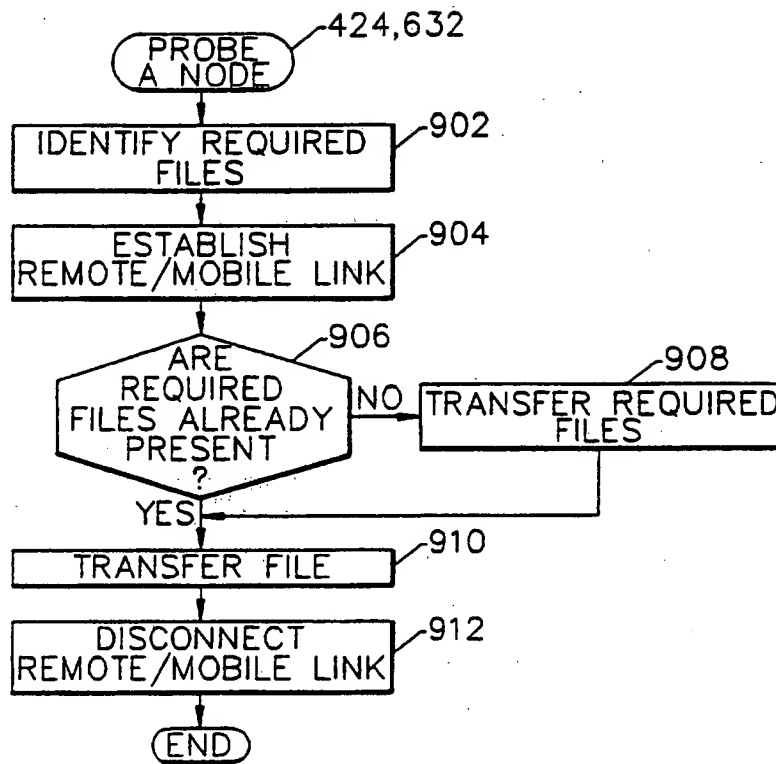 424,632
PROBE
A NODE
902
IDENTIFY REQUIRED
FILES
904
ESTABLISH
REMOTE/MOBILE LINK
906
ARE
REQUIRED
FILES ALREADY
PRESENT
?
NO
908
TRANSFER REQUIRED
FILES
YES
910
TRANSFER FILE
912
DISCONNECT
REMOTE/MOBILE LINK
END